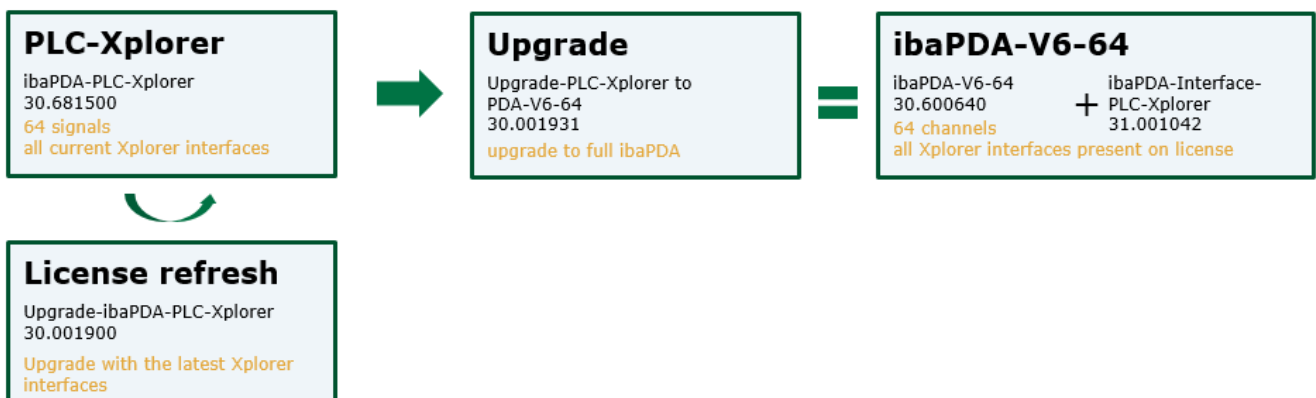 PLC-Xplorer
ibaPDA-PLC-Xplorer
30.681500
64 signals
all current Xplorer interfaces
Upgrade
Upgrade-PLC-Xplorer to
PDA-V6-64
30.001931
upgrade to full ibaPDA
=
ibaPDA-V6-64
ibaPDA-V6-64
30.600640
64 channels
+
ibaPDA-Interface-
PLC-Xplorer
31.001042
all Xplorer interfaces present on license
License refresh
Upgrade-ibaPDA-PLC-Xplorer
30.001900
Upgrade with the latest Xplorer
interfaces